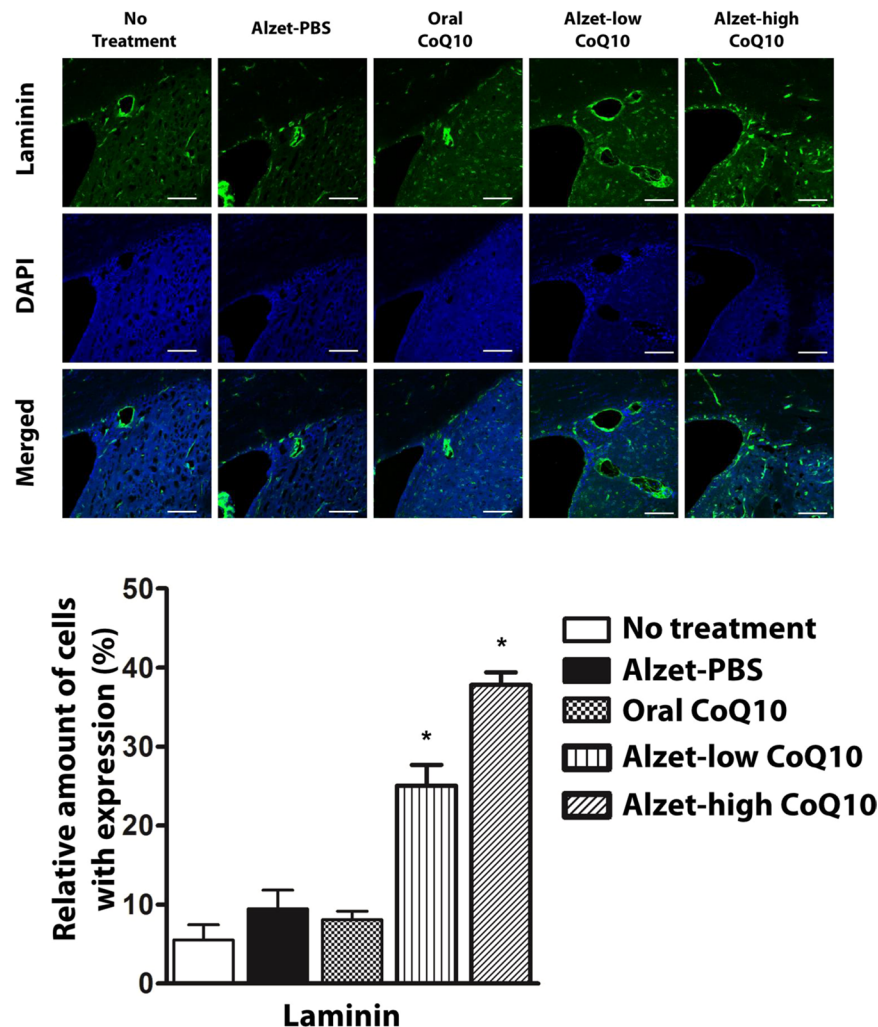 No
Treatment
Alzet-PBS
Oral
CoQ10
Alzet-low
CoQ10
Alzet-high
CoQ10
Laminin
DAPI
Merged
Relative amount of cells
with expression (%)
50
40
30
20
10
0
*
*
Laminin
No treatment
Alzet-PBS
Oral CoQ10
Alzet-low CoQ10
Alzet-high CoQ10